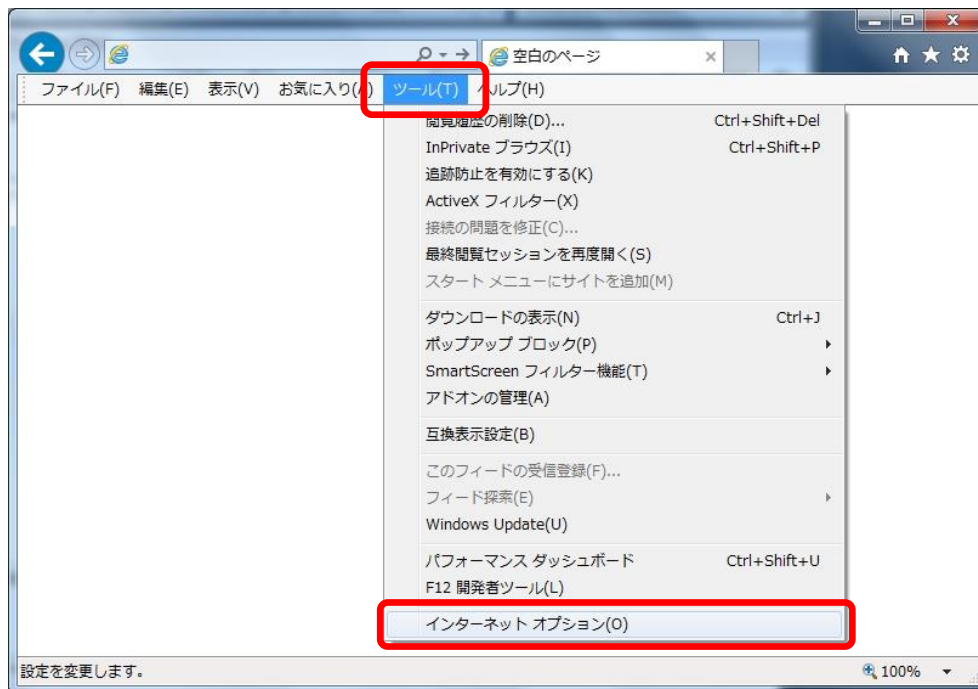 空白のページ
ファイル(F) 編集(E) 表示(V) お気に入り(A) ツール(T) ヘルプ(H)
閲覧履歴の削除(D)... Ctrl+Shift+Del
InPrivate ブラウズ(I) Ctrl+Shift+P
追跡防止を有効にする(K)
ActiveX フィルター(X)
接続の問題を修正(C)...
最終閲覧セッションを再度開く(S)
スタート メニューにサイトを追加(M)
ダウンロードの表示(N) Ctrl+J
ポップアップ ブロック(P)
SmartScreen フィルター機能(T)
アドオンの管理(A)
互換表示設定(B)
このフィードの受信登録(F)...
フィード探索(E)
Windows Update(U)
パフォーマンス ダッシュボード Ctrl+Shift+U
F12 開発者ツール(L)
インターネット オプション(O)
設定を変更します。 100%